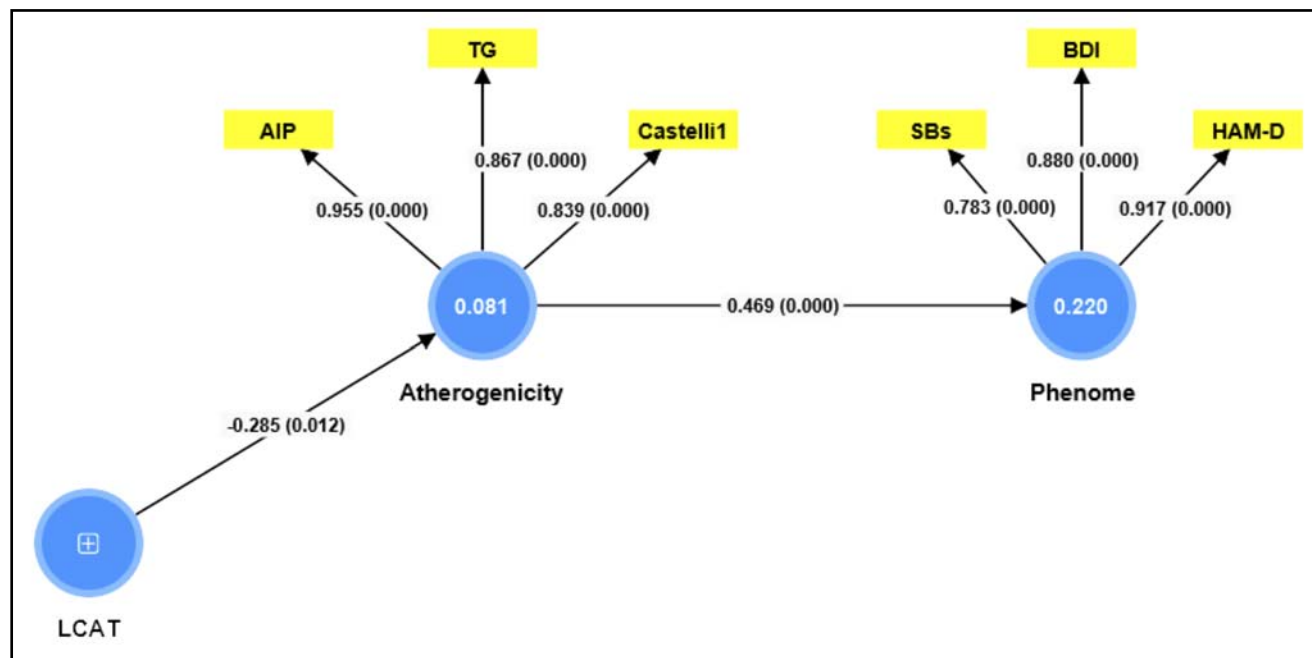 TG
BDI
AIP
Castelli1
SBs
HAM-D
0.867 (0.000)
0.880 (0.000)
0.955 (0.000)
0.839 (0.000)
0.783 (0.000)
0.917 (0.000)
0.081
0.469 (0.000)
0.220
Atherogenicity
Phenome
-0.285 (0.012)
LCAT